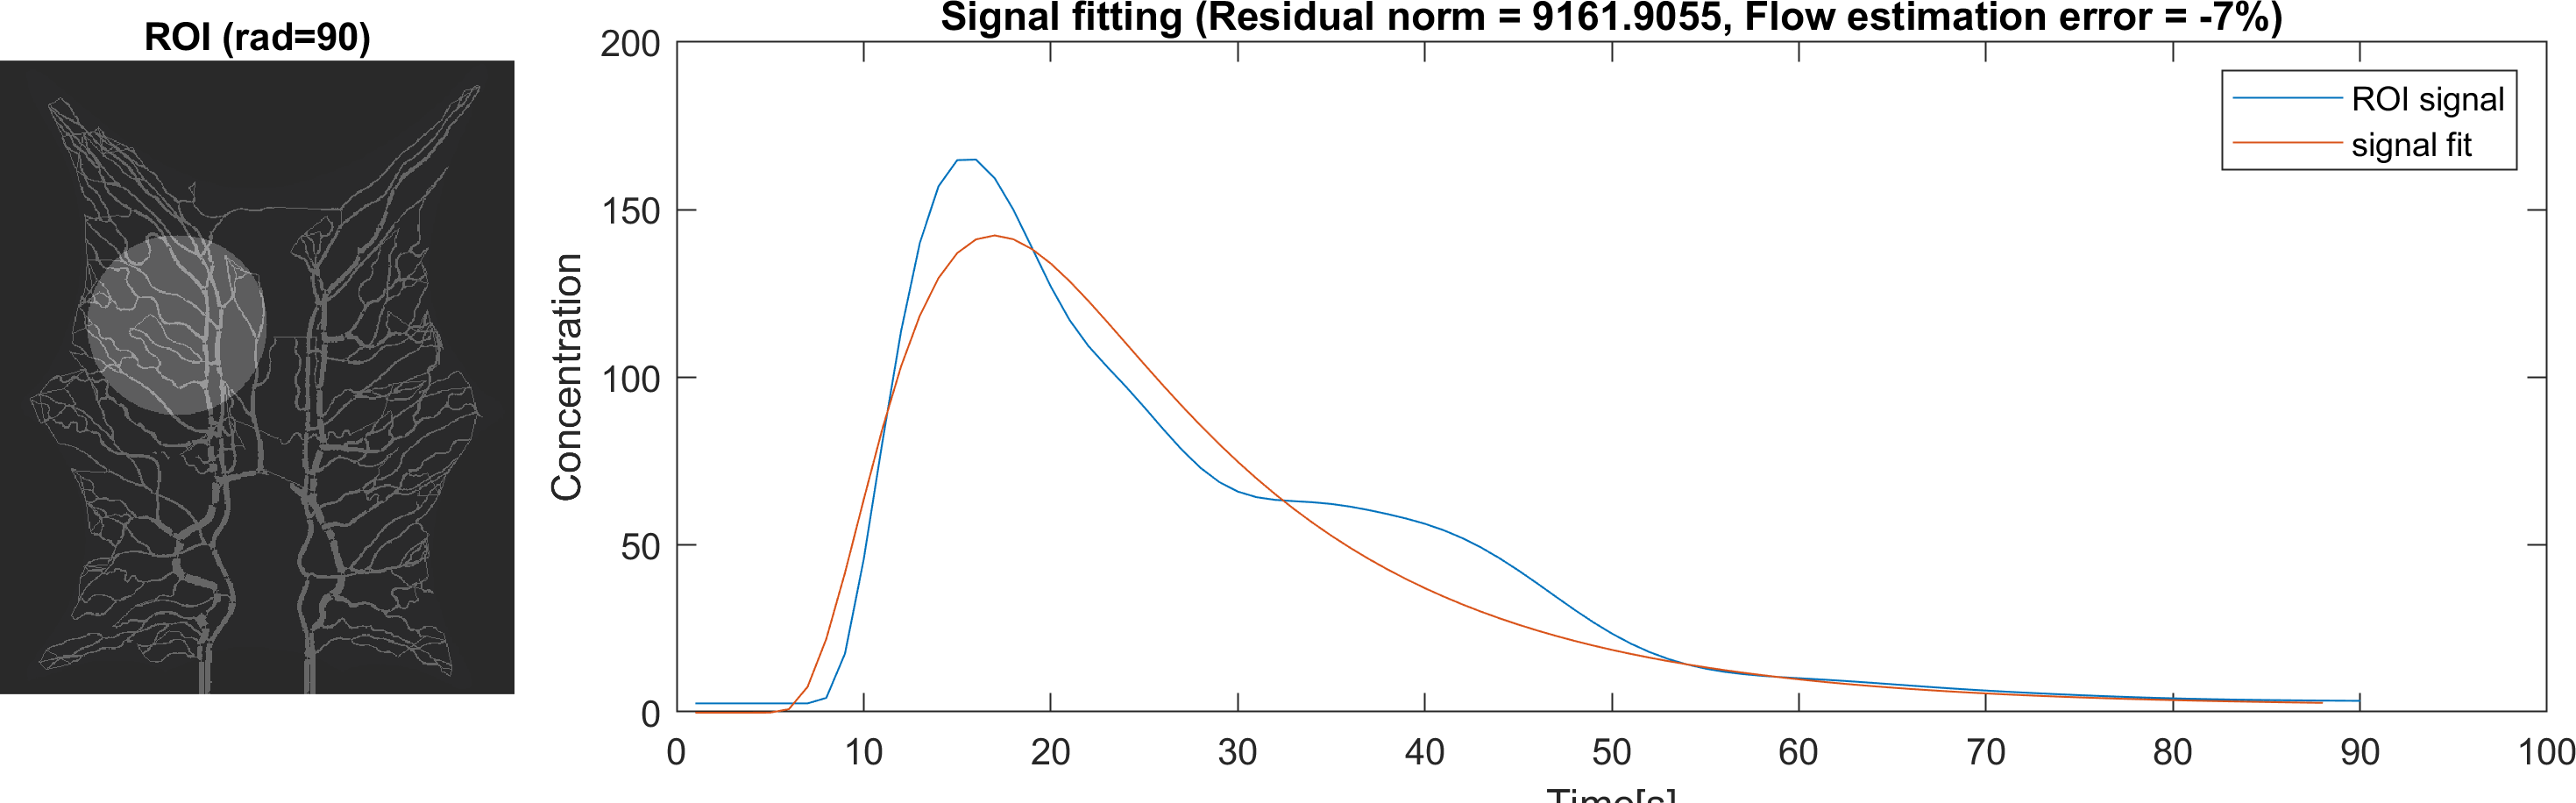 ROI (rad=90)
Signal fitting (Residual norm = 9161.9055, Flow estimation error = -7%)
200
150
100
50
0
Concentration
ROI signal
signal fit
0 10 20 30 40 50 60 70 80 90 100
Time[s]